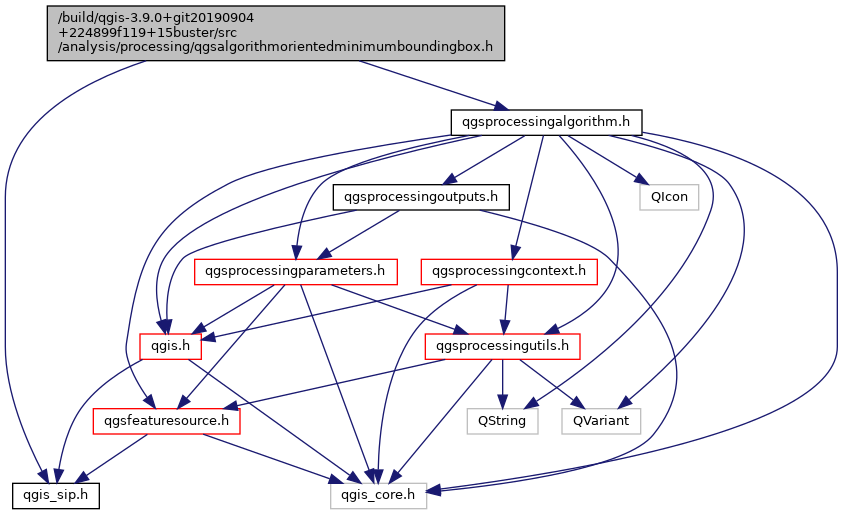 /build/qgis-3.9.0+git20190904
+224899f119+15buster/src
/analysis/processing/qgsalgorithmorientedminimumboundingbox.h
qgsprocessingalgorithm.h
qgsprocessingoutputs.h
QIcon
qgsprocessingparameters.h
qgsprocessingcontext.h
qgis.h
qgsprocessingutils.h
qgsfeaturesource.h
QString
QVariant
qgis_sip.h
qgis_core.h